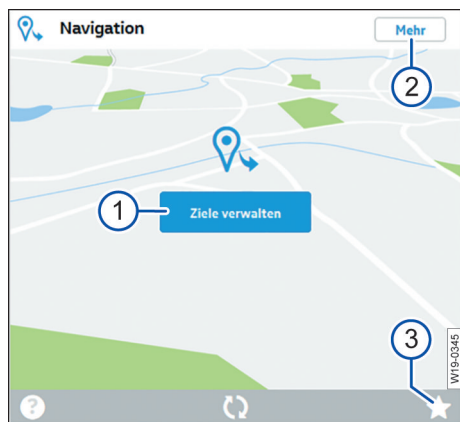 Navigation
Mehr
2
1
Ziele verwalten
3
W19-0345
?